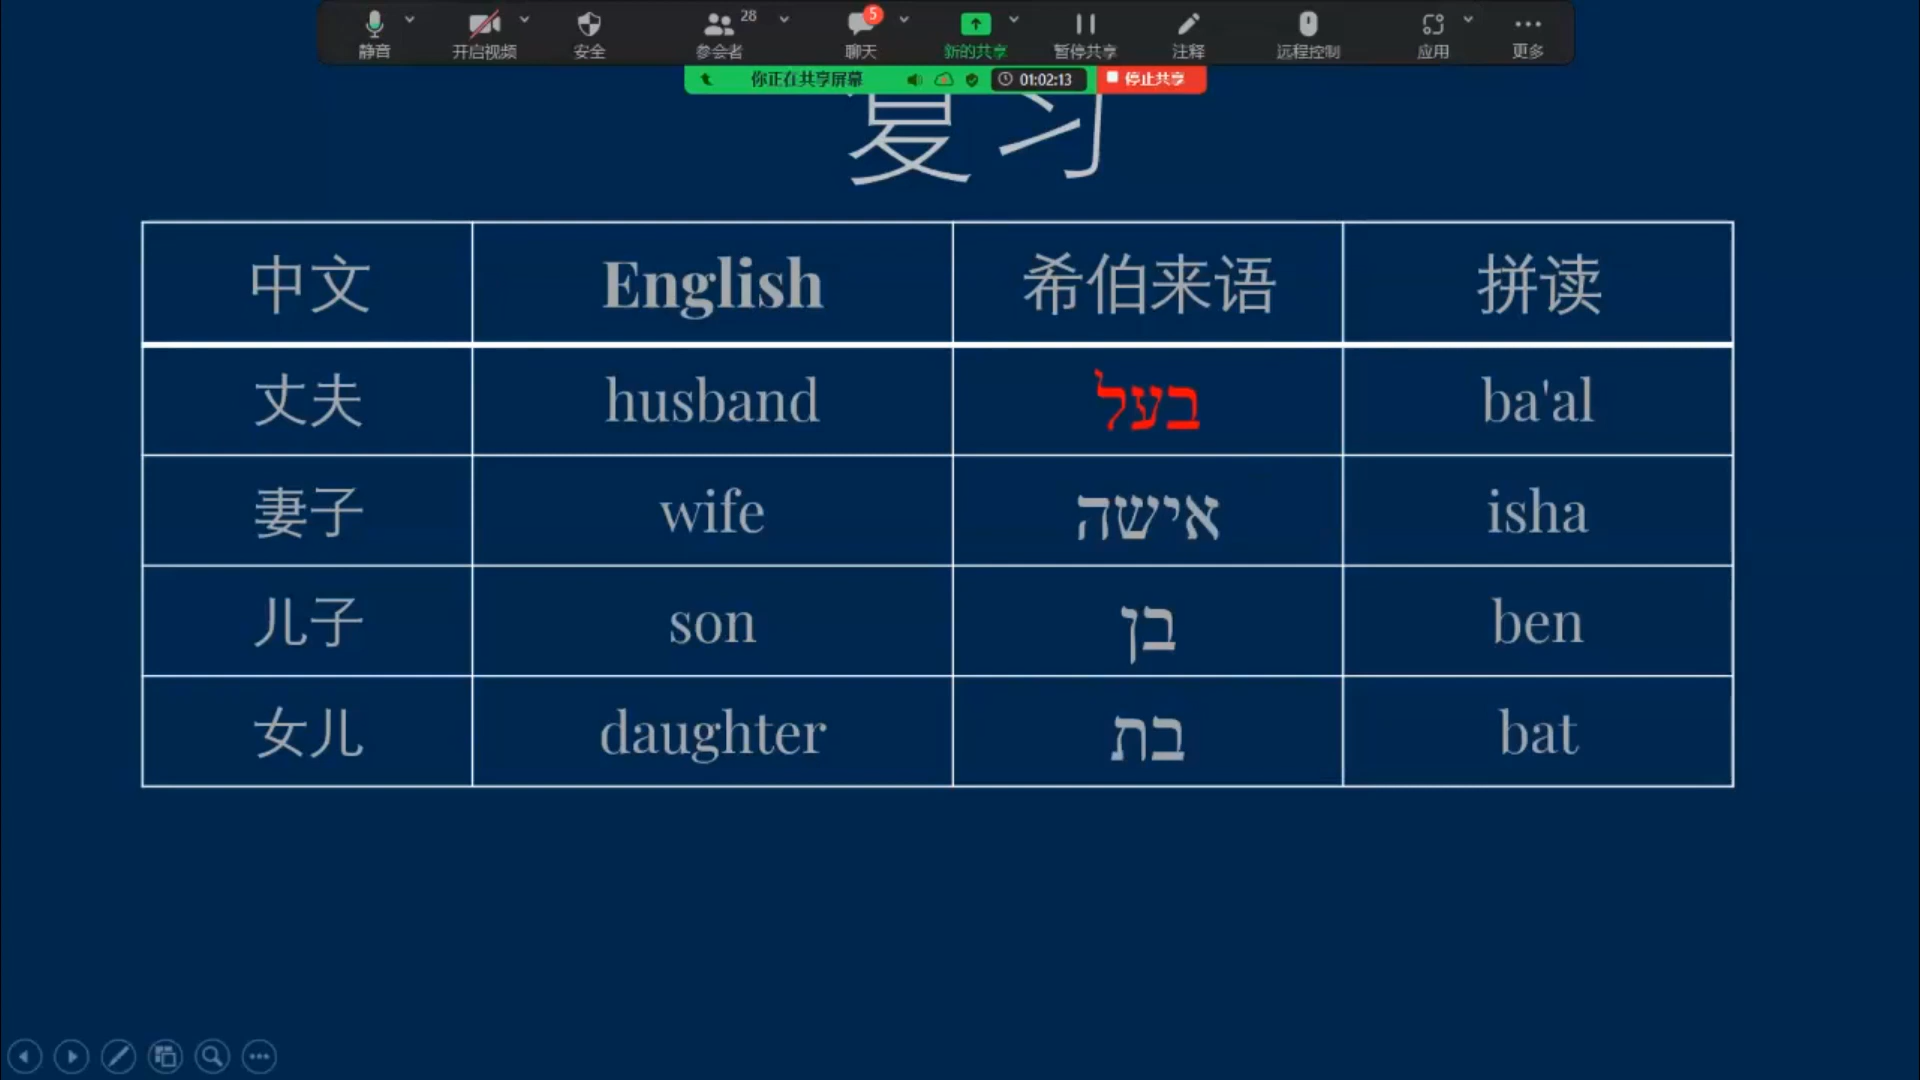 静音
开启视频
安全
参会者 28
聊天 5
新的共享
暂停共享
注释
远程控制
应用
更多
你正在共享屏幕 01:02:13 停止共享
复习
中文 English 希伯来语 拼读
丈夫 husband בעל ba'al
妻子 wife אישה isha
儿子 son בן ben
女儿 daughter בת bat